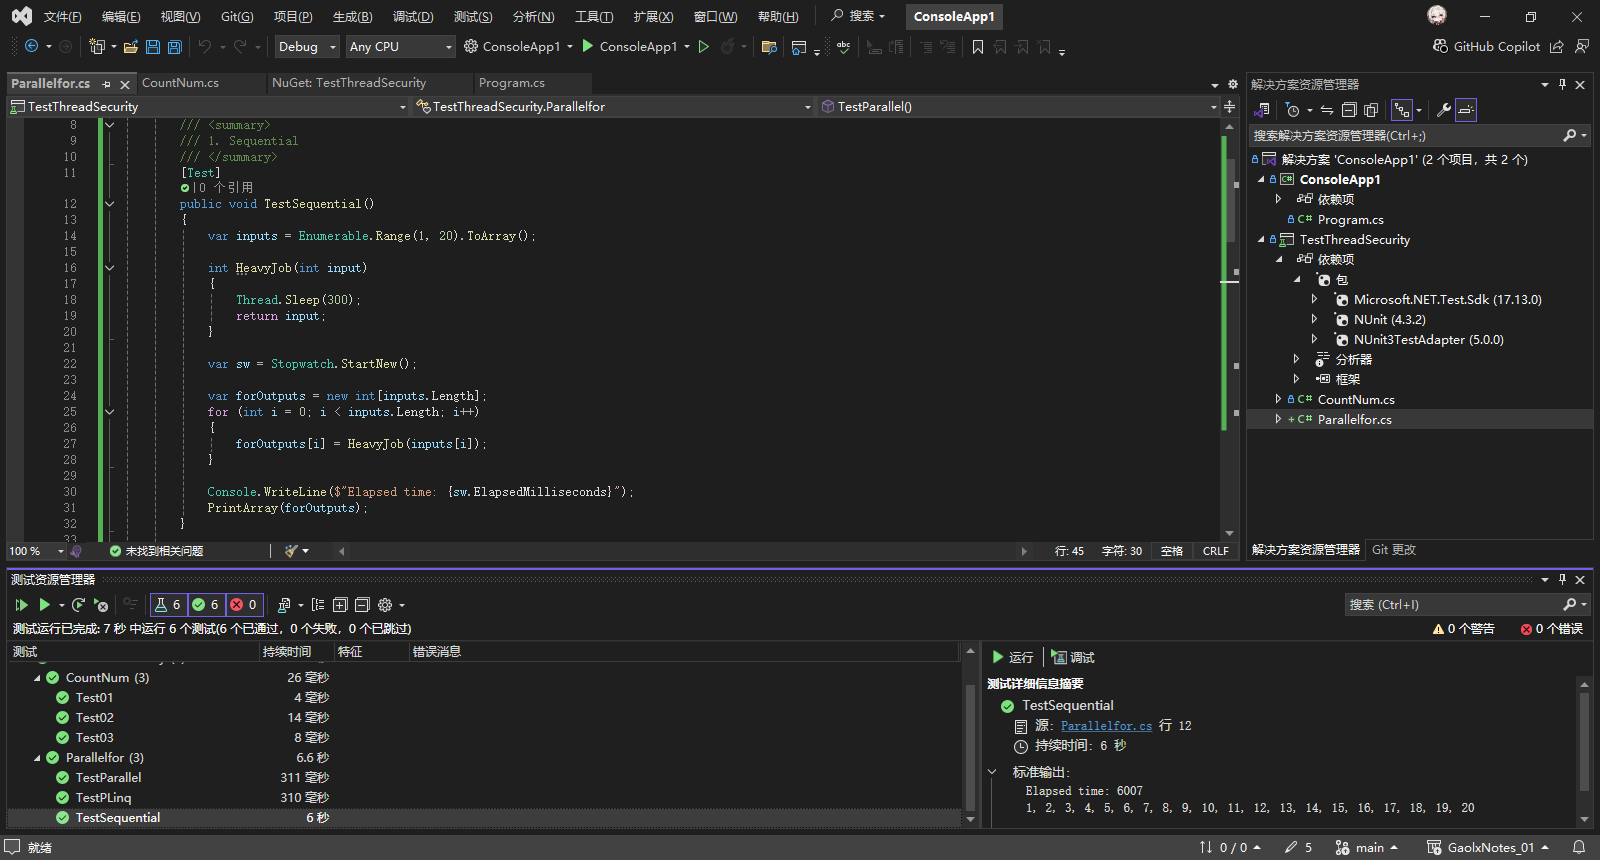 文件(F) 编辑(E) 视图(V) Git(G) 项目(P) 生成(B) 调试(D) 测试(S) 分析(N) 工具(T) 扩展(X) 窗口(W) 帮助(H) 搜索 ConsoleApp1
Debug Any CPU ConsoleApp1 ConsoleApp1 GitHub Copilot
Parallelfor.cs CountNum.cs NuGet: TestThreadSecurity Program.cs
TestThreadSecurity TestThreadSecurity.Parallelfor TestParallel()
8 /// <summary>
9 /// 1. Sequential
10 /// </summary>
11 [Test]
0 个引用
12 public void TestSequential()
13 {
14 var inputs = Enumerable.Range(1, 20).ToArray();
15
16 int HeavyJob(int input)
17 {
18 Thread.Sleep(300);
19 return input;
20 }
21
22 var sw = Stopwatch.StartNew();
23
24 var forOutputs = new int[inputs.Length];
25 for (int i = 0; i < inputs.Length; i++)
26 {
27 forOutputs[i] = HeavyJob(inputs[i]);
28 }
29
30 Console.WriteLine($"Elapsed time: {sw.ElapsedMilliseconds}");
31 PrintArray(forOutputs);
32 }
33
100 % 未找到相关问题 行: 45 字符: 30 空格 CRLF
解决方案资源管理器
搜索解决方案资源管理器(Ctrl+;)
解决方案 'ConsoleApp1' (2 个项目，共 2 个)
ConsoleApp1
依赖项
C# Program.cs
TestThreadSecurity
依赖项
包
Microsoft.NET.Test.Sdk (17.13.0)
NUnit (4.3.2)
NUnit3TestAdapter (5.0.0)
分析器
框架
C# CountNum.cs
C# Parallelfor.cs
解决方案资源管理器 Git 更改
测试资源管理器
6 6 0
搜索 (Ctrl+I)
测试运行已完成: 7 秒 中运行 6 个测试(6 个已通过，0 个失败，0 个已跳过)
0 个警告 0 个错误
测试 持续时间 特征 错误消息
CountNum (3) 26 毫秒
Test01 4 毫秒
Test02 14 毫秒
Test03 8 毫秒
Parallelfor (3) 6.6 秒
TestParallel 311 毫秒
TestPLinq 310 毫秒
TestSequential 6 秒
运行 调试
测试详细信息摘要
TestSequential
源: Parallelfor.cs 行 12
持续时间: 6 秒
标准输出:
Elapsed time: 6007
1, 2, 3, 4, 5, 6, 7, 8, 9, 10, 11, 12, 13, 14, 15, 16, 17, 18, 19, 20
就绪 0 / 0 5 main GaolxNotes_01